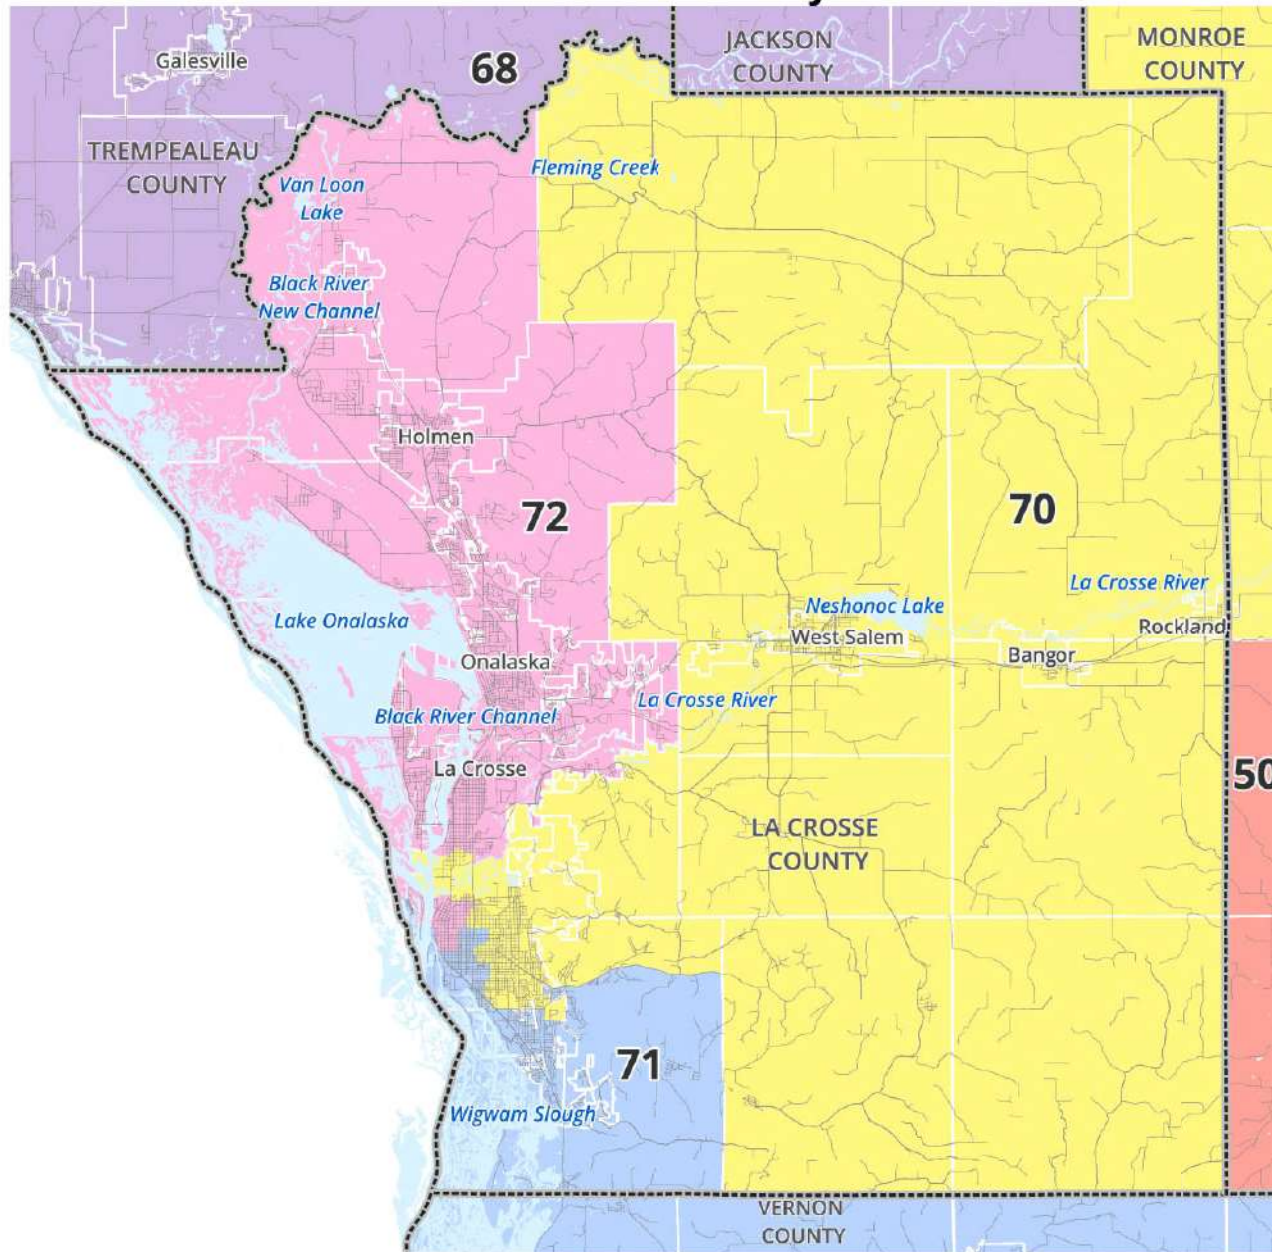 JACKSON
COUNTY
MONROE
COUNTY
Galesville
68
TREMPEALEAU
COUNTY
Fleming Creek
Van Loon
Lake
Black River
New Channel
Holmen
72
70
La Crosse River
Neshonoc Lake
Lake Onalaska
Rockland
West Salem
Bangor
Onalaska
La Crosse River
Black River Channel
La Crosse
50
LA CROSSE
COUNTY
71
Wigwam Slough
VERNON
COUNTY